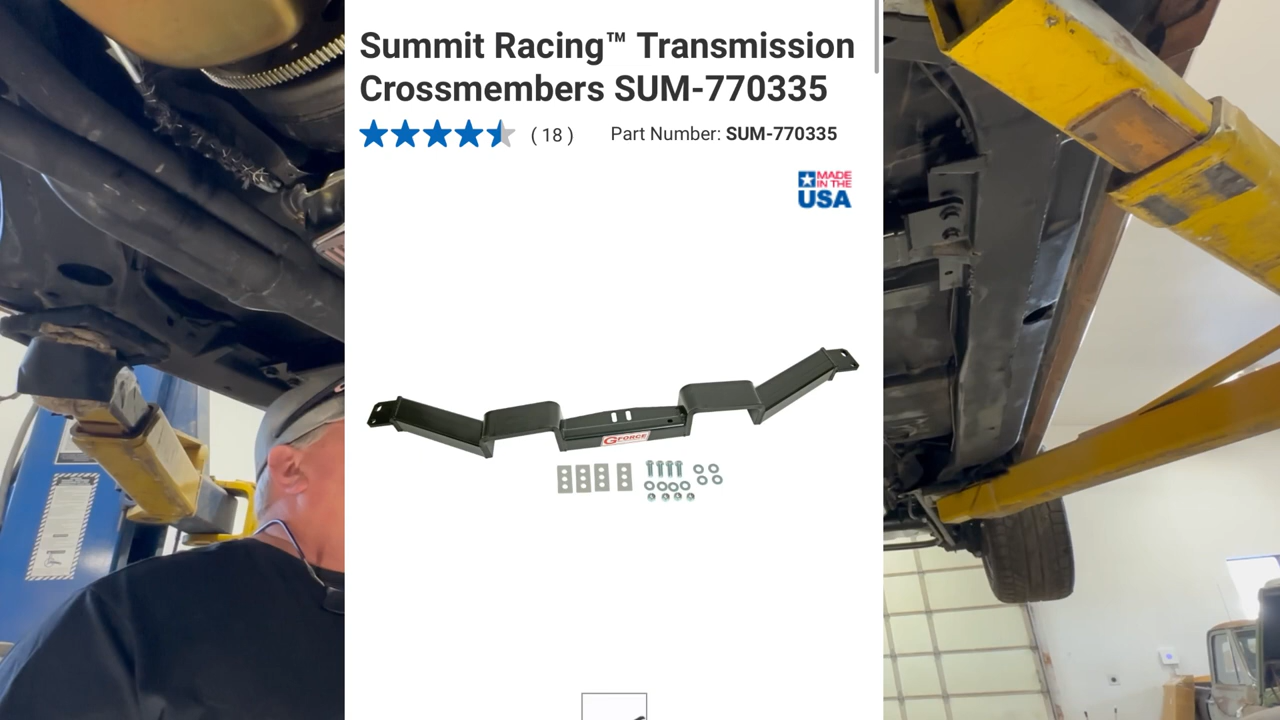 Summit Racing™ Transmission
Crossmembers SUM-770335
( 18 )
Part Number: SUM-770335
MADE
IN THE
USA
GFORCE